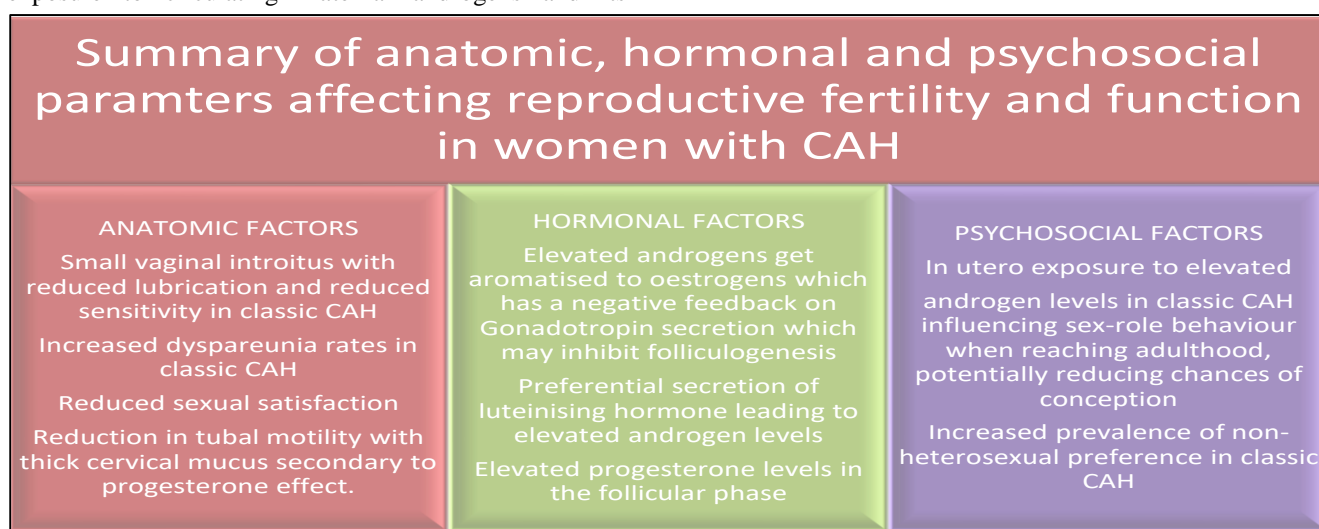 Summary of anatomic, hormonal and psychosocial
paramters affecting reproductive fertility and function
in women with CAH
ANATOMIC FACTORS
Small vaginal introitus with
reduced lubrication and reduced
sensitivity in classic CAH
Increased dyspareunia rates in
classic CAH
Reduced sexual satisfaction
Reduction in tubal motility with
thick cervical mucus secondary to
progesterone effect.
HORMONAL FACTORS
Elevated androgens get
aromatised to oestrogens which
has a negative feedback on
Gonadotropin secretion which
may inhibit folliculogenesis
Preferential secretion of
luteinising hormone leading to
elevated androgen levels
Elevated progesterone levels in
the follicular phase
PSYCHOSOCIAL FACTORS
In utero exposure to elevated
androgen levels in classic CAH
influencing sex-role behaviour
when reaching adulthood,
potentially reducing chances of
conception
Increased prevalence of non-
heterosexual preference in classic
CAH